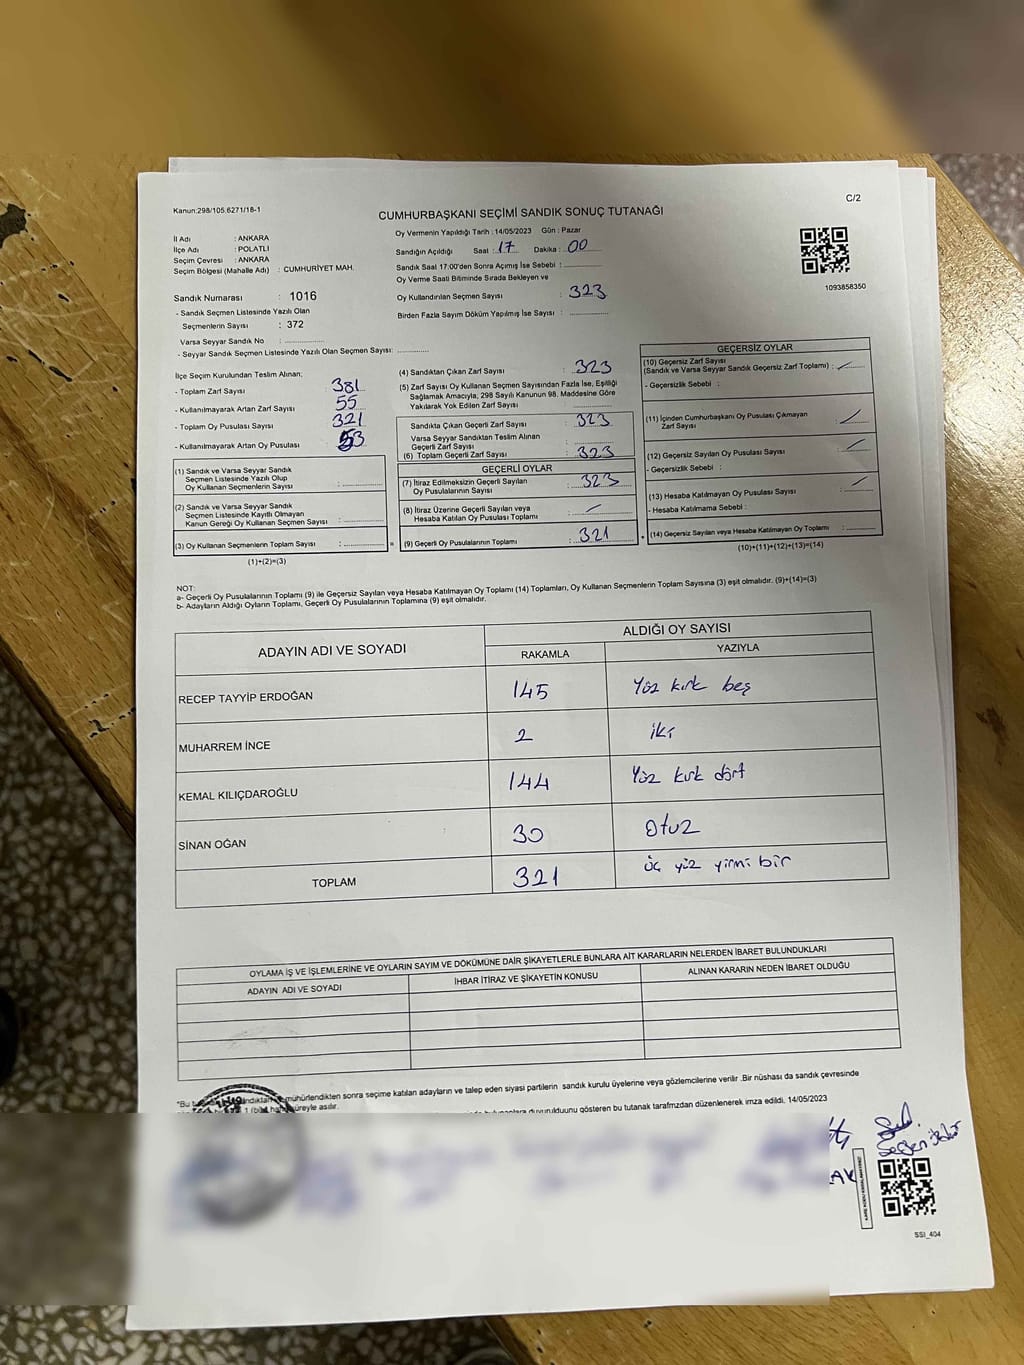 Kanun:298/105.6271/18-1
C/2
CUMHURBAŞKANI SEÇİMİ SANDIK SONUÇ TUTANAĞI
İl Adı : ANKARA
İlçe Adı : POLATLI
Seçim Çevresi : ANKARA
Seçim Bölgesi (Mahalle Adı) : CUMHURİYET MAH.
Sandık Numarası : 1016
- Sandık Seçmen Listesinde Yazılı Olan
Seçmenlerin Sayısı : 372
Varsa Seyyar Sandık No :
- Seyyar Sandık Seçmen Listesinde Yazılı Olan Seçmen Sayısı:
Oy Vermenin Yapıldığı Tarih : 14/05/2023 Gün : Pazar
Sandığın Açıldığı Saat : 17 Dakika : 00
Sandık Saat 17.00'den Sonra Açımış İse Sebebi :
Oy Verme Saati Bitiminde Sırada Bekleyen ve
Oy Kullandırılan Seçmen Sayısı : 323
Birden Fazla Sayım Döküm Yapılmış İse Sayısı :
1093858350
İlçe Seçim Kurulundan Teslim Alınan;
- Toplam Zarf Sayısı 381
- Kullanılmayarak Artan Zarf Sayısı 55
- Toplam Oy Pusulası Sayısı 321
- Kullanılmayarak Artan Oy Pusulası 53
(1) Sandık ve Varsa Seyyar Sandık
Seçmen Listesinde Yazılı Olup
Oy Kullanan Seçmenlerin Sayısı :
(2) Sandık ve Varsa Seyyar Sandık
Seçmen Listesinde Kayıtlı Olmayan
Kanun Gereği Oy Kullanan Seçmen Sayısı :
(3) Oy Kullanan Seçmenlerin Toplam Sayısı :
(1)+(2)=(3)
(4) Sandıktan Çıkan Zarf Sayısı : 323
(5) Zarf Sayısı Oy Kullanan Seçmen Sayısından Fazla İse, Eşitliği
Sağlamak Amacıyla; 298 Sayılı Kanunun 98. Maddesine Göre
Yakılarak Yok Edilen Zarf Sayısı
Sandıkta Çıkan Geçerli Zarf Sayısı : 323
Varsa Seyyar Sandıktan Teslim Alınan
Geçerli Zarf Sayısı :
(6) Toplam Geçerli Zarf Sayısı : 323
GEÇERLİ OYLAR
(7) İtiraz Edilmeksizin Geçerli Sayılan
Oy Pusulalarının Sayısı : 323
(8) İtiraz Üzerine Geçerli Sayılan veya
Hesaba Katılan Oy Pusulası Toplamı : /
= (9) Geçerli Oy Pusulalarının Toplamı : 321 +
GEÇERSİZ OYLAR
(10) Geçersiz Zarf Sayısı
(Sandık ve Varsa Seyyar Sandık Geçersiz Zarf Toplamı) : /
- Geçersizlik Sebebi :
(11) İçinden Cumhurbaşkanı Oy Pusulası Çıkmayan
Zarf Sayısı : /
(12) Geçersiz Sayılan Oy Pusulası Sayısı : /
- Geçersizlik Sebebi :
(13) Hesaba Katılmayan Oy Pusulası Sayısı : /
- Hesaba Katılmama Sebebi :
(14) Geçersiz Sayılan veya Hesaba Katılmayan Oy Toplamı :
(10)+(11)+(12)+(13)=(14)
NOT:
a- Geçerli Oy Pusulalarının Toplamı (9) ile Geçersiz Sayılan veya Hesaba Katılmayan Oy Toplamı (14) Toplamları, Oy Kullanan Seçmenlerin Toplam Sayısına (3) eşit olmalıdır. (9)+(14)=(3)
b- Adayların Aldığı Oyların Toplamı, Geçerli Oy Pusulalarının Toplamına (9) eşit olmalıdır.
ADAYIN ADI VE SOYADI
ALDIĞI OY SAYISI
RAKAMLA YAZIYLA
RECEP TAYYİP ERDOĞAN 145 Yüz kırk beş
MUHARREM İNCE 2 iki
KEMAL KILIÇDAROĞLU 144 Yüz kırk dört
SİNAN OĞAN 30 Otuz
TOPLAM 321 üç yüz yirmi bir
OYLAMA İŞ VE İŞLEMLERİNE VE OYLARIN SAYIM VE DÖKÜMÜNE DAİR ŞİKAYETLERLE BUNLARA AİT KARARLARIN NELERDEN İBARET BULUNDUKLARI
ADAYIN ADI VE SOYADI İHBAR İTİRAZ VE ŞİKAYETİN KONUSU ALINAN KARARIN NEDEN İBARET OLDUĞU
mühürlendikten sonra seçime katılan adayların ve talep eden siyasi partilerin sandık kurulu üyelerine veya gözlemcilerine verilir .Bir nüshası da sandık çevresinde
süreyle asılır.
duyurulduunu gösteren bu tutanak tarafımzdan düzenlenerek imza edildi. 14/05/2023
SSI_404